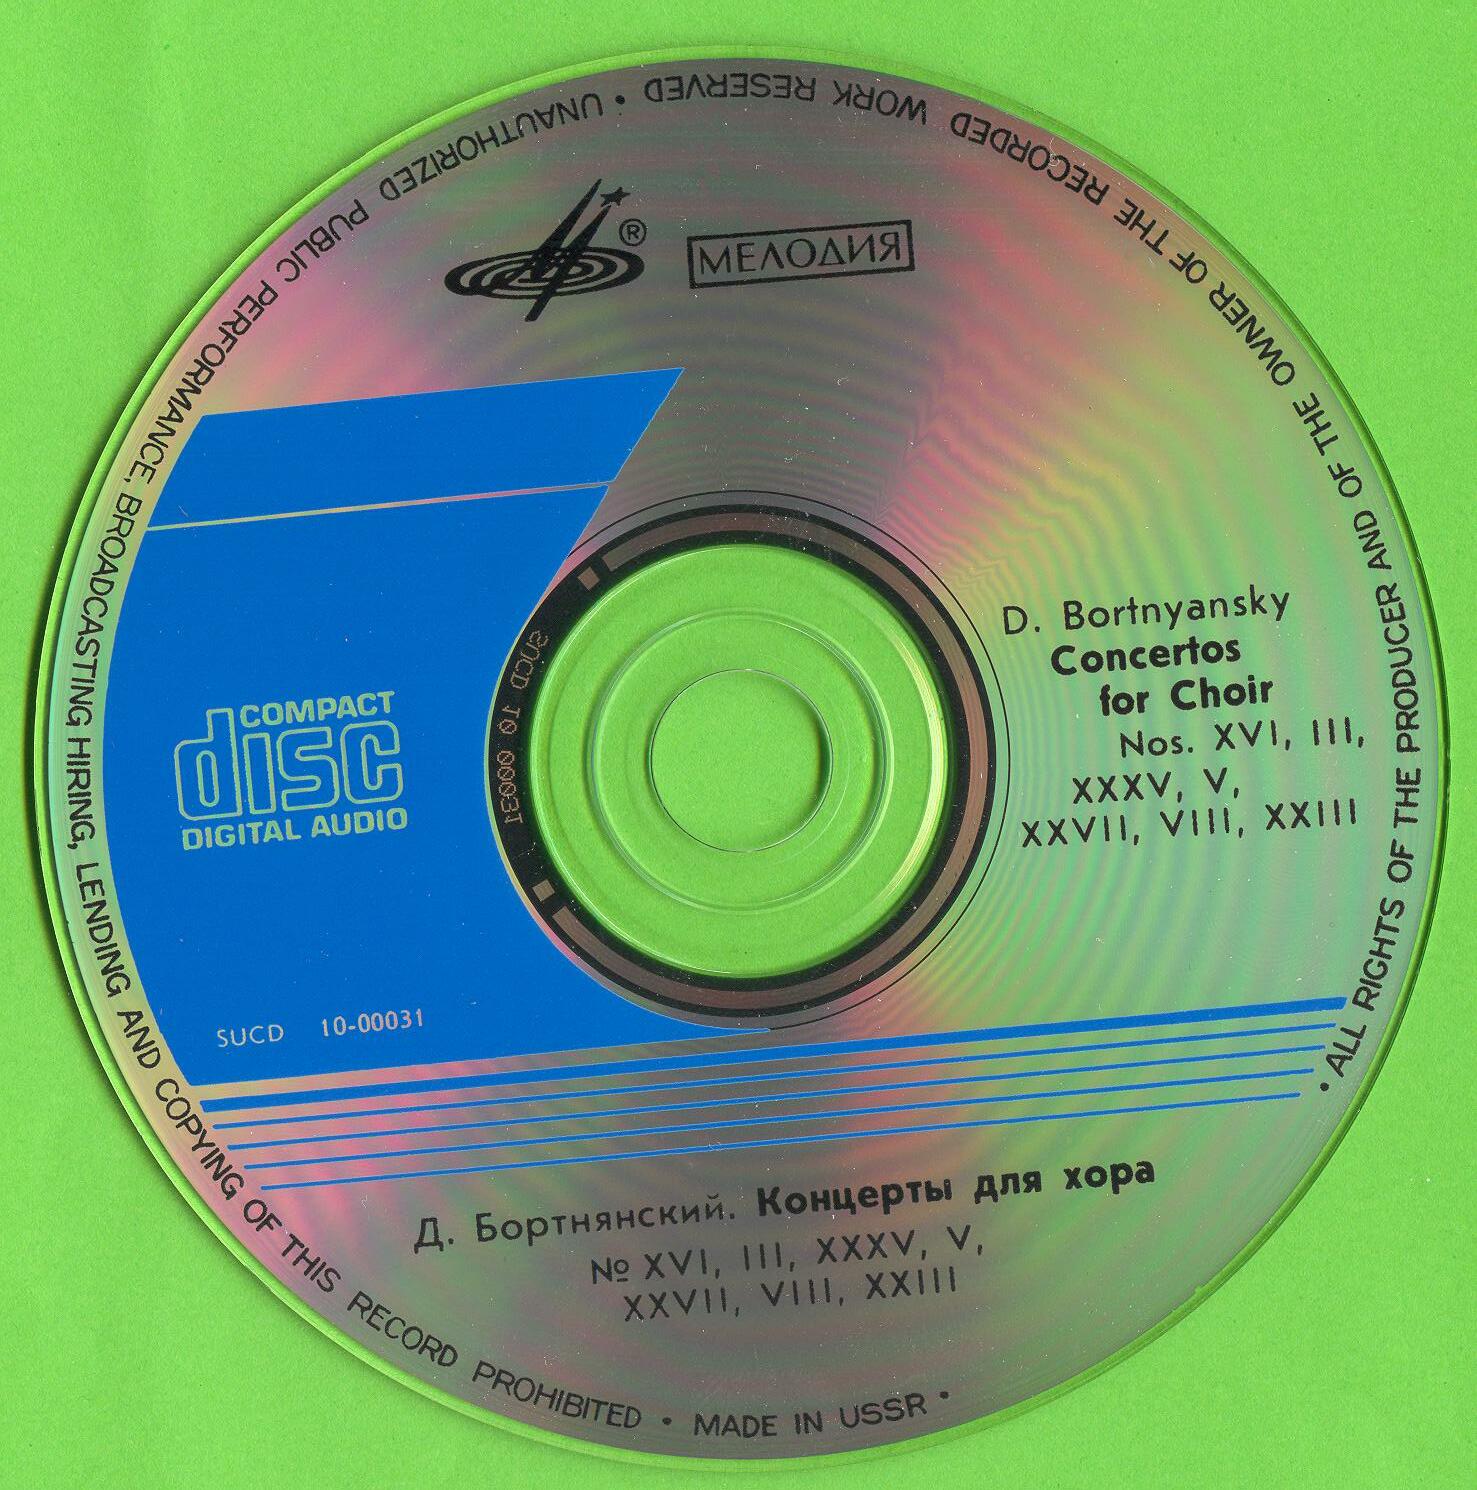 • ALL RIGHTS OF THE PRODUCER AND OF THE OWNER OF THE RECORDED WORK RESERVED • UNAUTHORIZED PUBLIC PERFORMANCE, BROADCASTING HIRING, LENDING AND COPYING OF THIS RECORD PROHIBITED • MADE IN USSR •
®
МЕЛОДИЯ
D. Bortnyansky
Concertos
for Choir
Nos. XVI, III,
XXXV, V,
XXVII, VIII, XXIII
COMPACT
disc
DIGITAL AUDIO
SUCD 10 00031
SUCD 10-00031
Д. Бортнянский. Концерты для хора
№ XVI, III, XXXV, V,
XXVII, VIII, XXIII